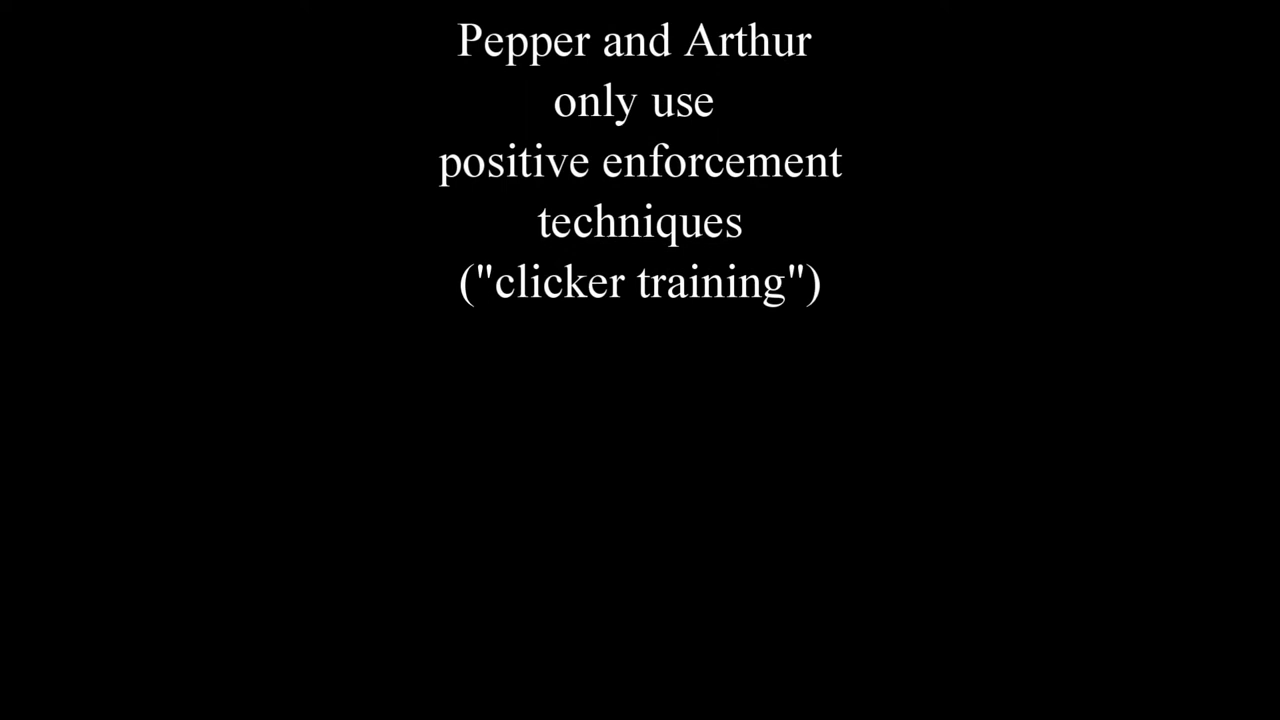 Pepper and Arthur
only use
positive enforcement
techniques
("clicker training")